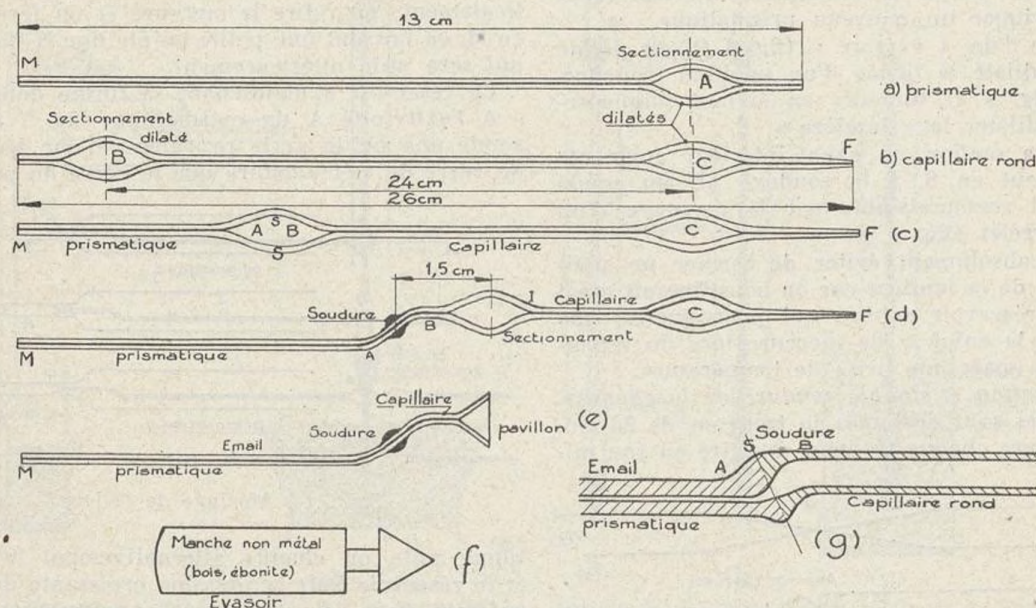 13 cm
M
Sectionnement
A
a) prismatique
dilatés
Sectionnement
dilaté
B
C
F
b) capillaire rond
24 cm
26 cm
M
prismatique
A
S
B
S
Capillaire
C
F
(c)
1,5 cm
Soudure
B
I
Capillaire
C
F
(d)
Sectionnement
M
prismatique
A
Capillaire
Soudure
pavillon
(e)
Email
M
prismatique
Soudure
S
B
Email
A
prismatique
Capillaire rond
(g)
Manche non métal
(bois, ébonite)
(f)
Evasoir